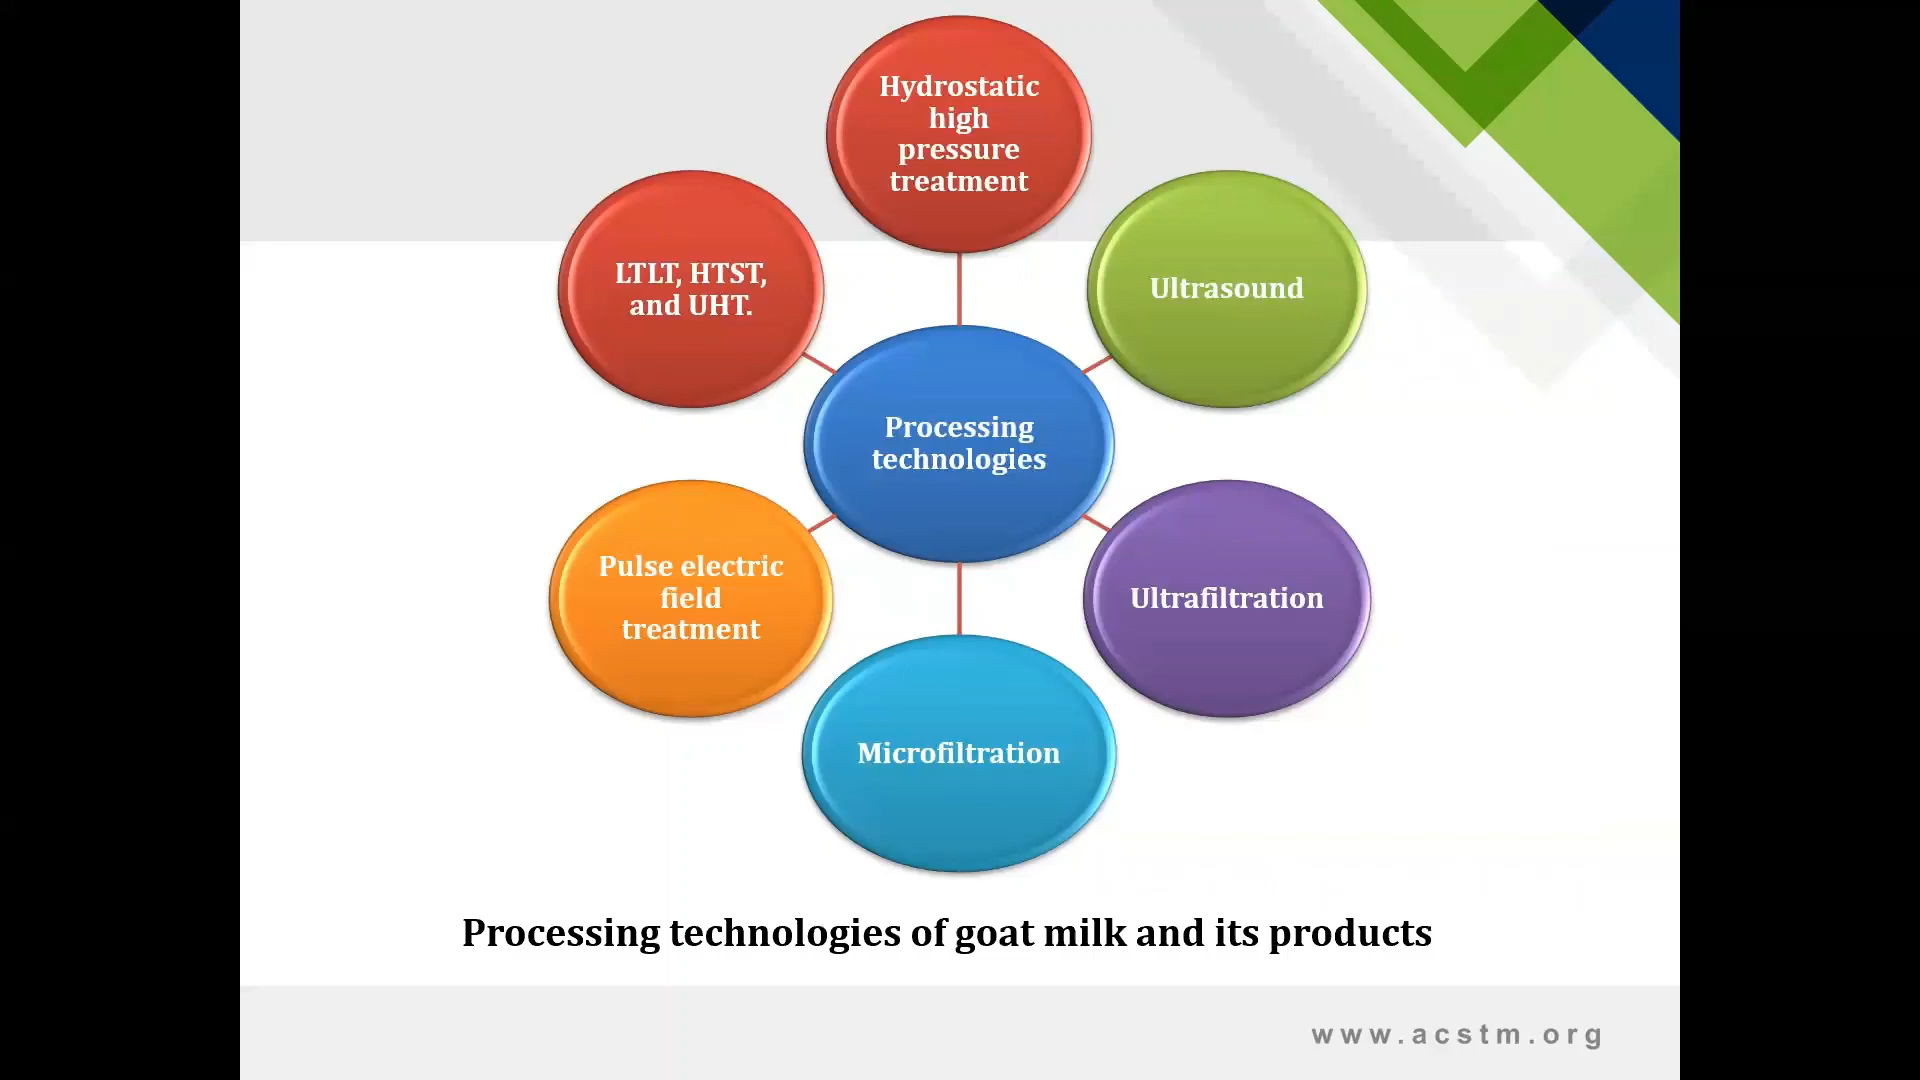 Hydrostatic
high
pressure
treatment
LTLT, HTST,
and UHT.
Ultrasound
Processing
technologies
Pulse electric
field
treatment
Ultrafiltration
Microfiltration
Processing technologies of goat milk and its products
www.acstm.org